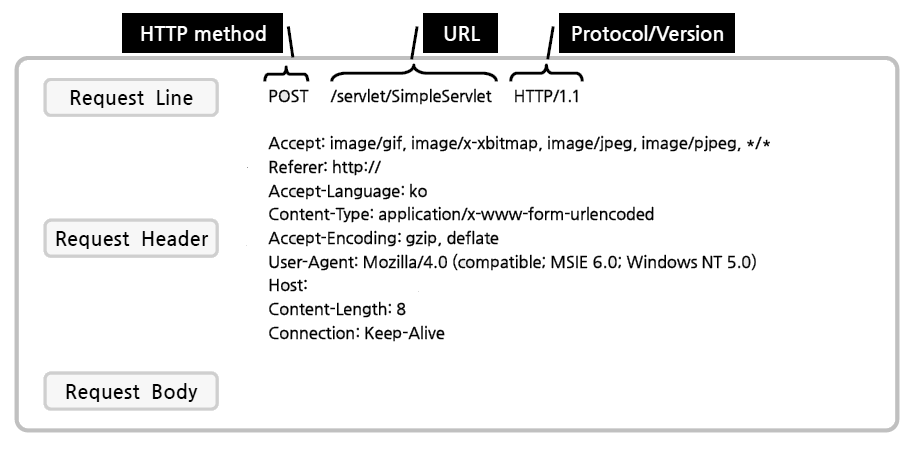 HTTP method URL Protocol/Version
Request Line POST /servlet/SimpleServlet HTTP/1.1
Accept: image/gif, image/x-xbitmap, image/jpeg, image/pjpeg, */*
Referer: http://
Accept-Language: ko
Content-Type: application/x-www-form-urlencoded
Request Header
Accept-Encoding: gzip, deflate
User-Agent: Mozilla/4.0 (compatible; MSIE 6.0; Windows NT 5.0)
Host:
Content-Length: 8
Connection: Keep-Alive
Request Body